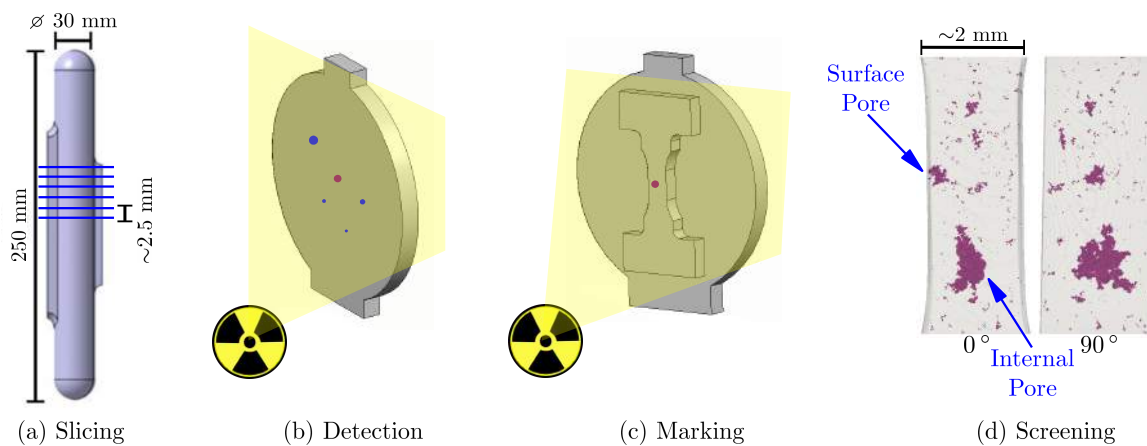 ⌀ 30 mm
250 mm
~2.5 mm
(a) Slicing
(b) Detection
(c) Marking
~2 mm
Surface
Pore
0°
90°
Internal
Pore
(d) Screening